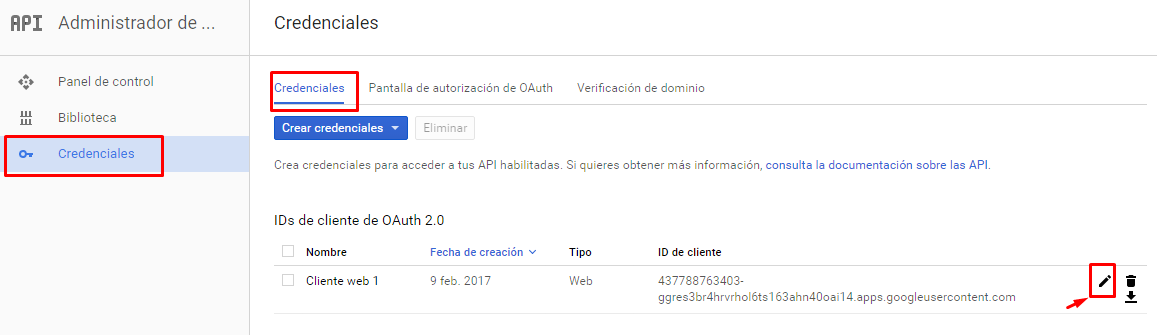 API Administrador de ...
Credenciales
Panel de control
Biblioteca
Credenciales
Credenciales Pantalla de autorización de OAuth Verificación de dominio
Crear credenciales Eliminar
Crea credenciales para acceder a tus API habilitadas. Si quieres obtener más información, consulta la documentación sobre las API.
IDs de cliente de OAuth 2.0
Nombre Fecha de creación Tipo ID de cliente
Cliente web 1 9 feb. 2017 Web 437788763403-
ggres3br4hrvrhol6ts163ahn40oai14.apps.googleusercontent.com